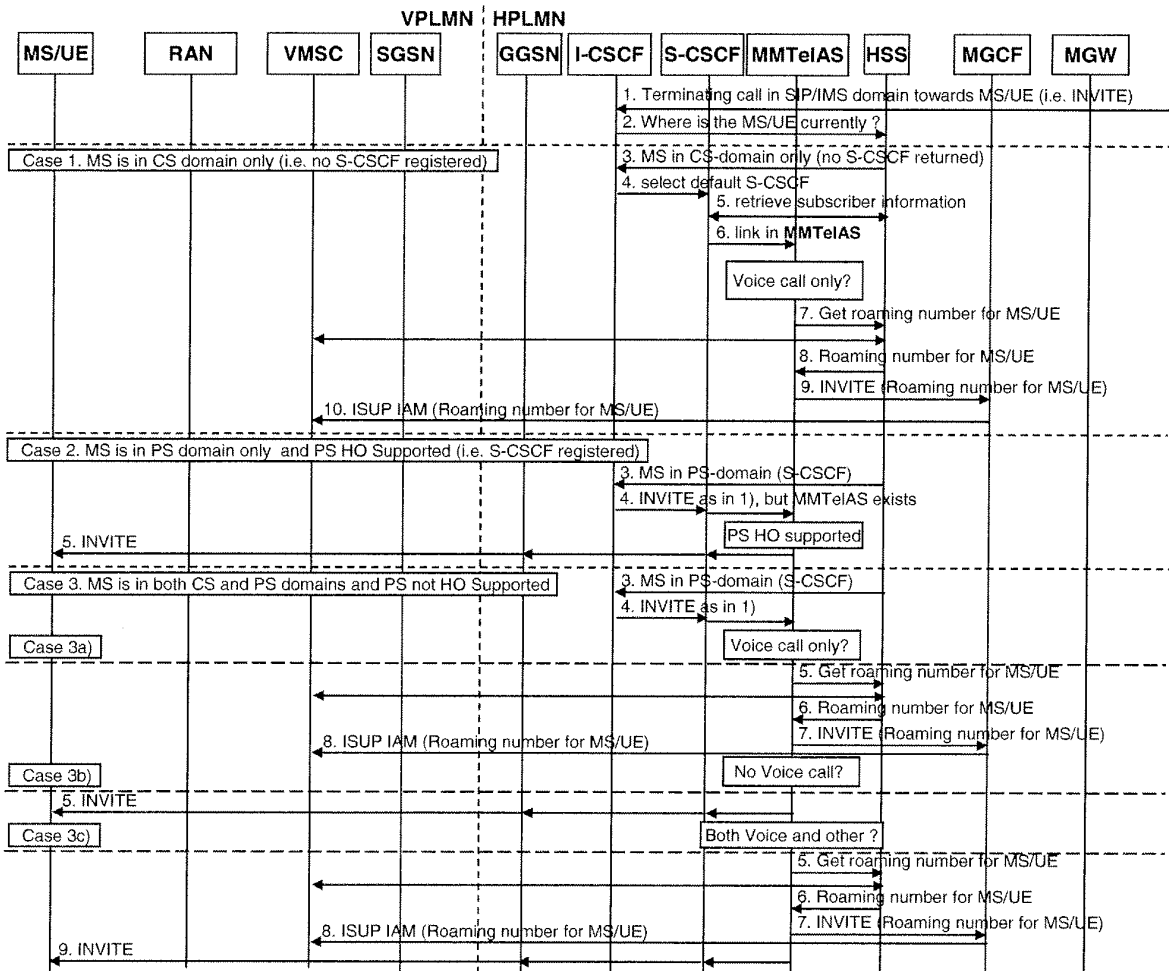 VPLMN HPLMN
MS/UE RAN VMSC SGSN GGSN I-CSCF S-CSCF MMTelAS HSS MGCF MGW
1. Terminating call in SIP/IMS domain towards MS/UE (i.e. INVITE)
2. Where is the MS/UE currently ?
Case 1. MS is in CS domain only (i.e. no S-CSCF registered)
3. MS in CS-domain only (no S-CSCF returned)
4. select default S-CSCF
5. retrieve subscriber information
6. link in MMTelAS
Voice call only?
7. Get roaming number for MS/UE
8. Roaming number for MS/UE
9. INVITE (Roaming number for MS/UE)
10. ISUP IAM (Roaming number for MS/UE)
Case 2. MS is in PS domain only and PS HO Supported (i.e. S-CSCF registered)
3. MS in PS-domain (S-CSCF)
4. INVITE as in 1), but MMTelAS exists
PS HO supported
5. INVITE
Case 3. MS is in both CS and PS domains and PS not HO Supported
3. MS in PS-domain (S-CSCF)
4. INVITE as in 1)
Case 3a)
Voice call only?
5. Get roaming number for MS/UE
6. Roaming number for MS/UE
7. INVITE (Roaming number for MS/UE)
8. ISUP IAM (Roaming number for MS/UE)
Case 3b)
No Voice call?
5. INVITE
Case 3c)
Both Voice and other ?
5. Get roaming number for MS/UE
6. Roaming number for MS/UE
7. INVITE (Roaming number for MS/UE)
8. ISUP IAM (Roaming number for MS/UE)
9. INVITE